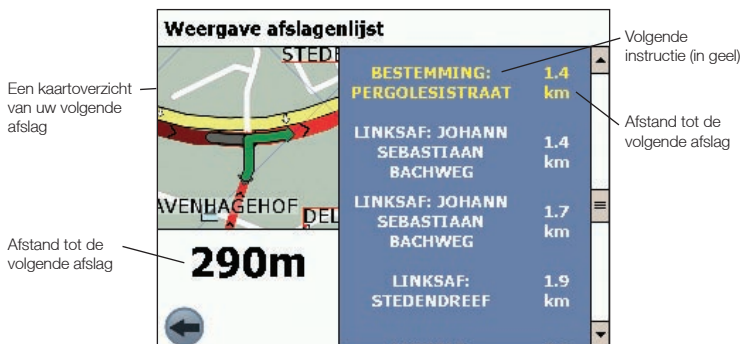 Weergave afslagenlijst
Volgende
instructie (in geel)
Een kaartoverzicht
van uw volgende
afslag
BESTEMMING: 1.4
PERGOLESISTRAAT km
Afstand tot de
volgende afslag
LINKSAF: JOHANN 1.4
SEBASTIAAN km
BACHWEG
LINKSAF: JOHANN 1.7
SEBASTIAAN km
BACHWEG
LINKSAF: 1.9
STEDENDREEF km
STEDE
AVENHAGEHOF
DEL
Afstand tot de
volgende afslag
290m